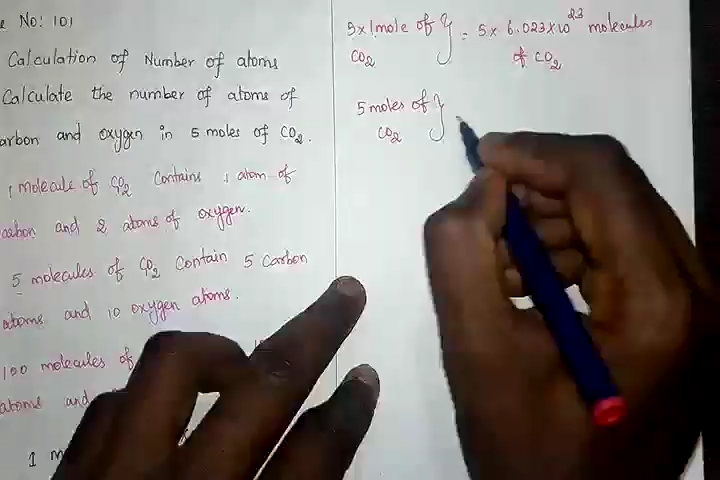 No: 101
Calculation of Number of atoms
Calculate the number of atoms of
arbon and oxygen in 5 moles of CO2.
1 molecule of CO2 contains 1 atom of
carbon and 2 atoms of oxygen.
5 molecules of CO2 contain 5 carbon
atoms and 10 oxygen atoms.
100 molecules of
atoms and
1 m
5 x 1 mole of } = 5 x 6.023 x 10^23 molecules
CO2 of CO2
5 moles of }
CO2